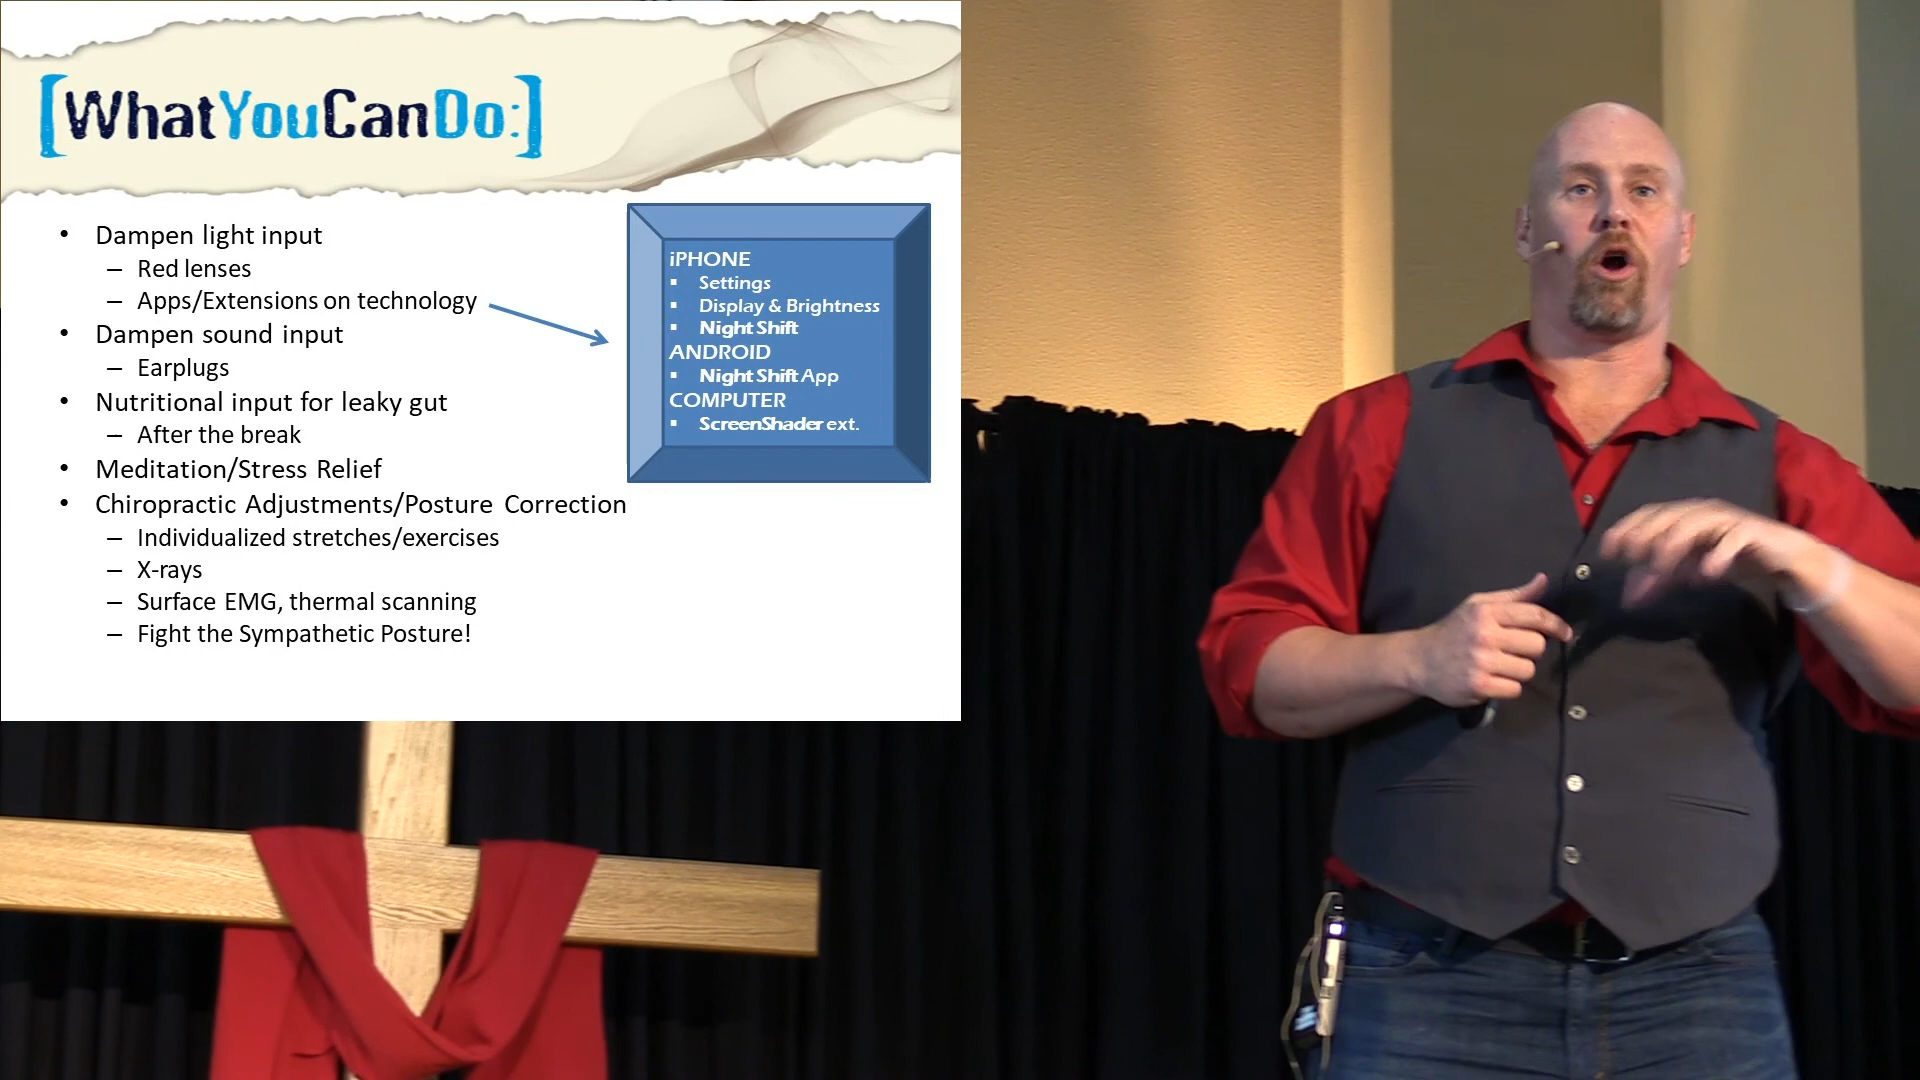 [WhatYouCanDo:]
• Dampen light input
– Red lenses
– Apps/Extensions on technology
• Dampen sound input
– Earplugs
• Nutritional input for leaky gut
– After the break
• Meditation/Stress Relief
• Chiropractic Adjustments/Posture Correction
– Individualized stretches/exercises
– X-rays
– Surface EMG, thermal scanning
– Fight the Sympathetic Posture!
iPHONE
▪ Settings
▪ Display & Brightness
▪ Night Shift
ANDROID
▪ Night Shift App
COMPUTER
▪ ScreenShader ext.